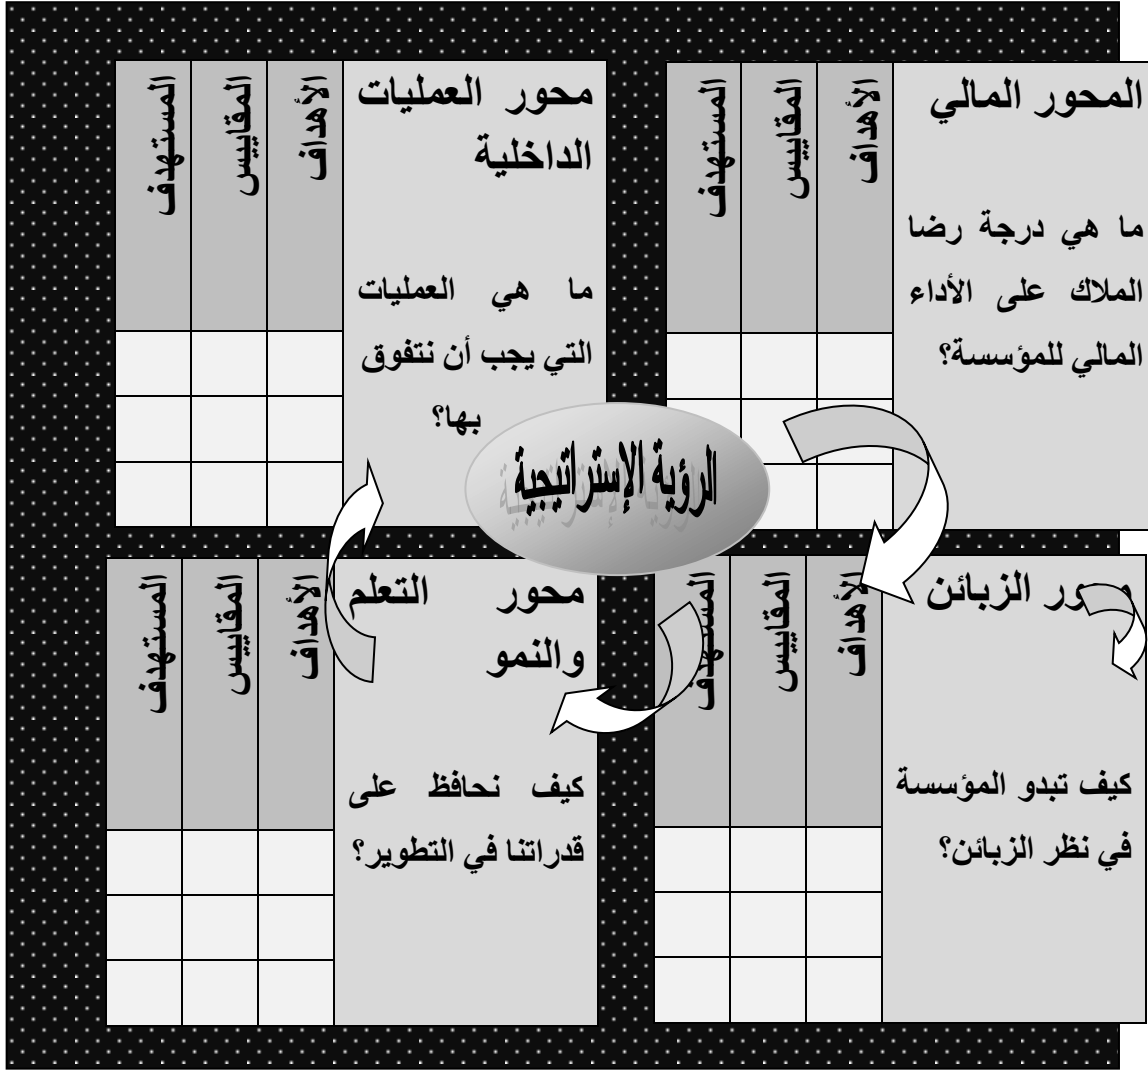 المحور المالي
ما هي درجة رضا
الملاك على الأداء
المالي للمؤسسة؟
الأهداف
المقاييس
المستهدف
محور العمليات
الداخلية
ما هي العمليات
التي يجب أن نتفوق
بها؟
الأهداف
المقاييس
المستهدف
الرؤية الإستراتيجية
محور الزبائن
كيف تبدو المؤسسة
في نظر الزبائن؟
الأهداف
المقاييس
المستهدف
محور التعلم
والنمو
كيف نحافظ على
قدراتنا في التطوير؟
الأهداف
المقاييس
المستهدف